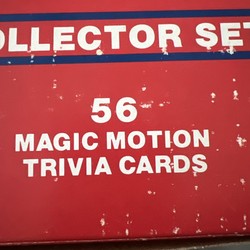 OLLECTOR SET
56
MAGIC MOTION
TRIVIA CARDS